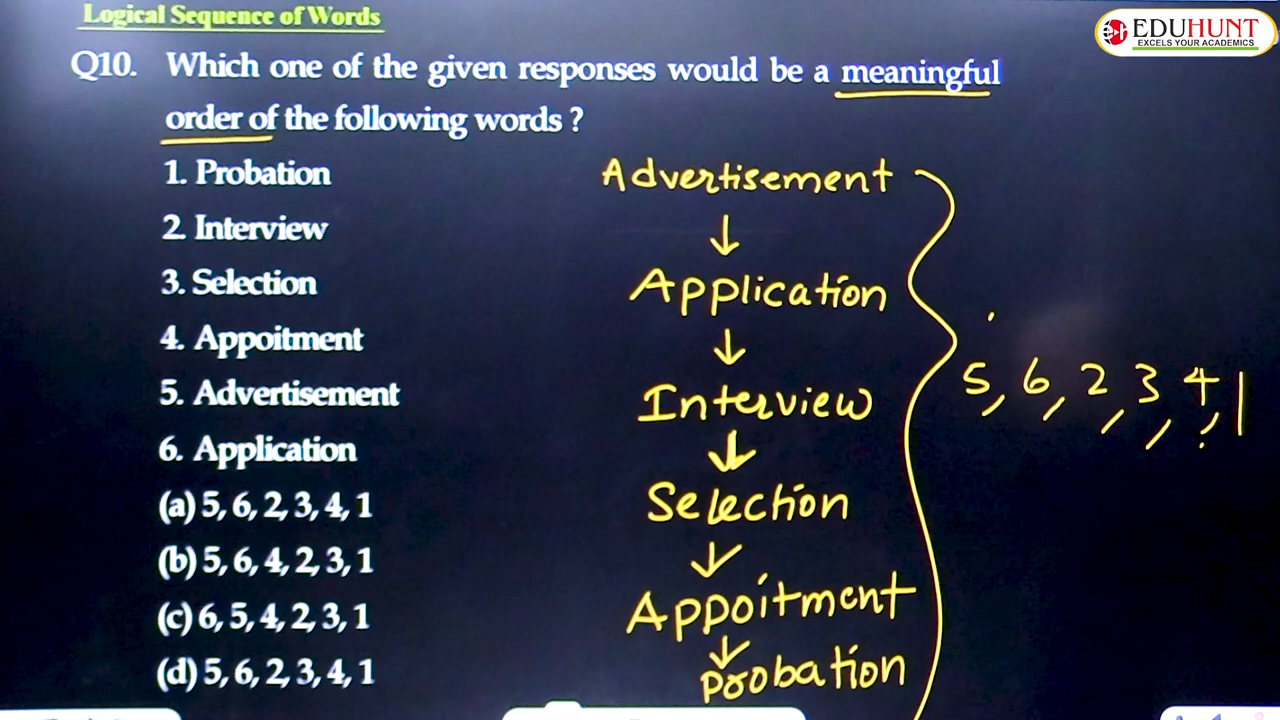 Logical Sequence of Words
EDUHUNT
EXCELS YOUR ACADEMICS
Q10. Which one of the given responses would be a meaningful
order of the following words ?
1. Probation
2. Interview
3. Selection
4. Appoitment
5. Advertisement
6. Application
(a) 5, 6, 2, 3, 4, 1
(b) 5, 6, 4, 2, 3, 1
(c) 6, 5, 4, 2, 3, 1
(d) 5, 6, 2, 3, 4, 1
Advertisement
↓
Application
↓
Interview
↓
Selection
↓
Appoitment
↓
Probation
5, 6, 2, 3, 4, 1